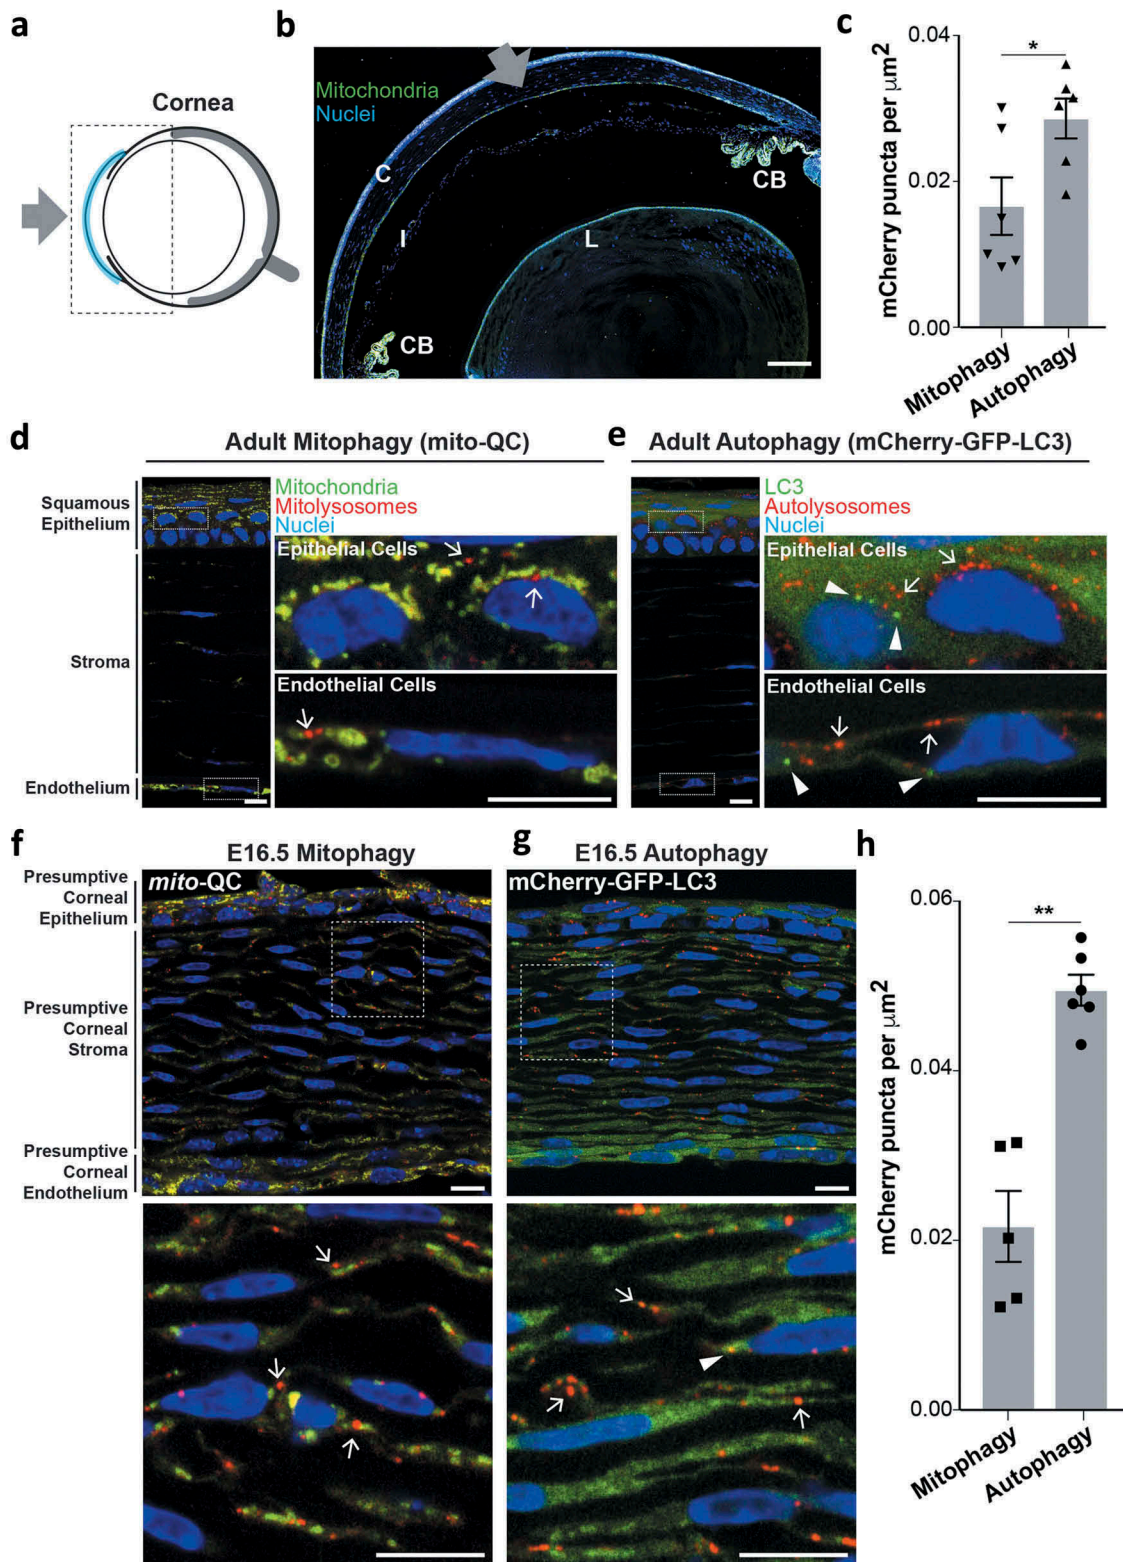 a
Cornea
b
Mitochondria
Nuclei
C
I
L
CB
CB
c
mCherry puncta per μm2
0.04
0.02
0.00
*
Mitophagy
Autophagy
d
Adult Mitophagy (mito-QC)
Squamous
Epithelium
Stroma
Endothelium
Mitochondria
Mitolysosomes
Nuclei
Epithelial Cells
Endothelial Cells
e
Adult Autophagy (mCherry-GFP-LC3)
LC3
Autolysosomes
Nuclei
Epithelial Cells
Endothelial Cells
f
E16.5 Mitophagy
mito-QC
Presumptive
Corneal
Epithelium
Presumptive
Corneal
Stroma
Presumptive
Corneal
Endothelium
g
E16.5 Autophagy
mCherry-GFP-LC3
h
mCherry puncta per μm2
0.06
0.04
0.02
0.00
**
Mitophagy
Autophagy